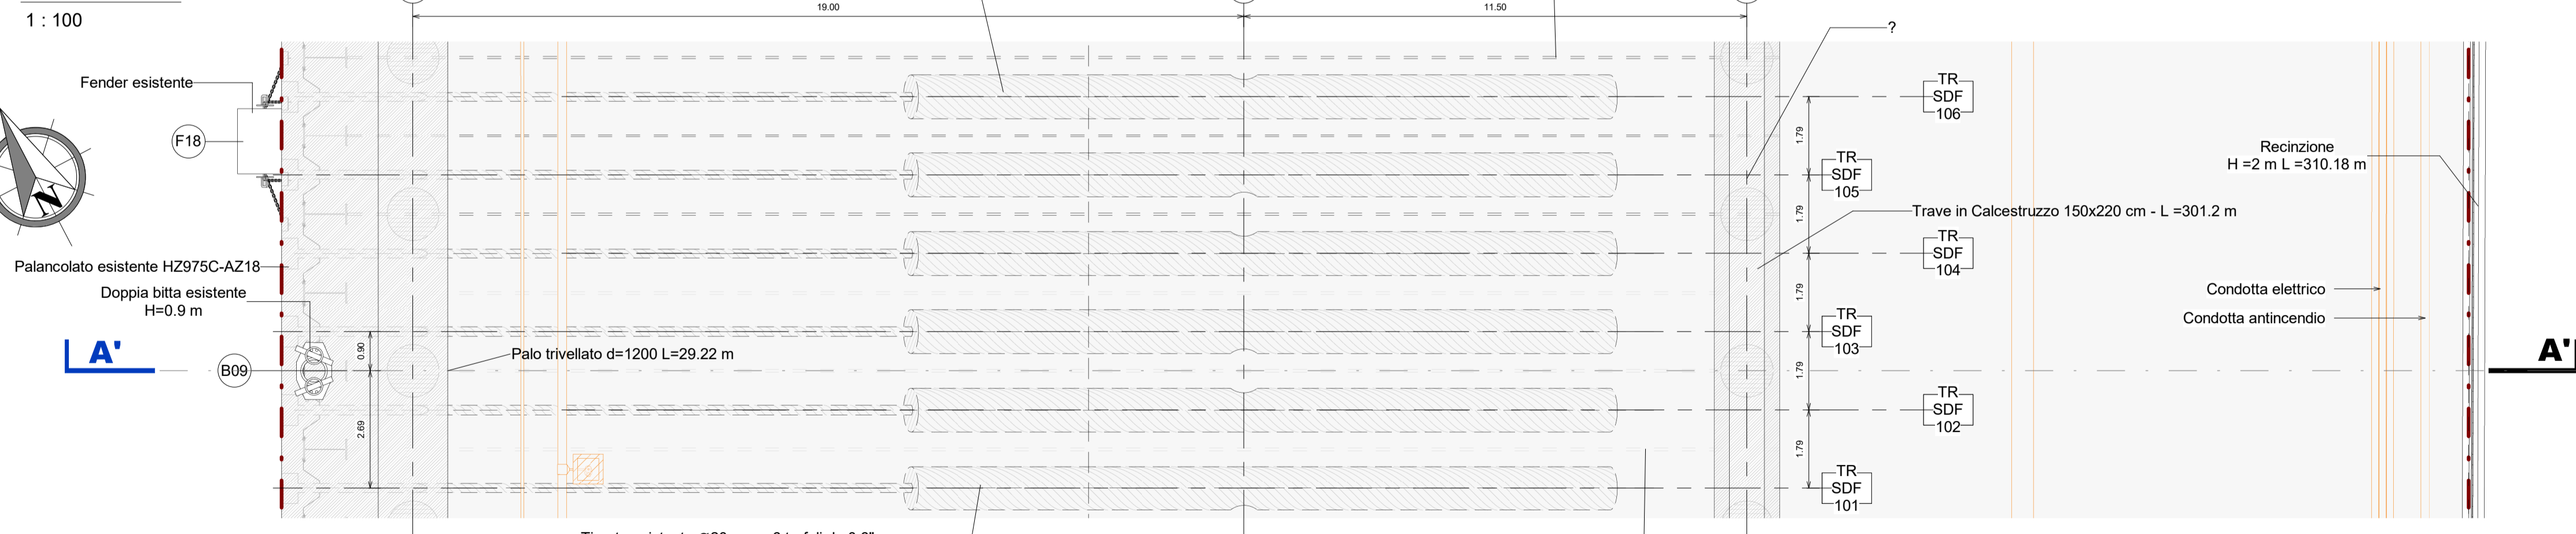 1 : 100
19.00
11.50
?
Fender esistente
F18
N
Palancolato esistente HZ975C-AZ18
Doppia bitta esistente
H=0.9 m
A'
B09
0.90
2.69
Palo trivellato d=1200 L=29.22 m
TR
SDF
106
1.79
TR
SDF
105
1.79
Trave in Calcestruzzo 150x220 cm - L =301.2 m
TR
SDF
104
1.79
TR
SDF
103
1.79
TR
SDF
102
1.79
TR
SDF
101
Recinzione
H =2 m L =310.18 m
Condotta elettrico
Condotta antincendio
A'